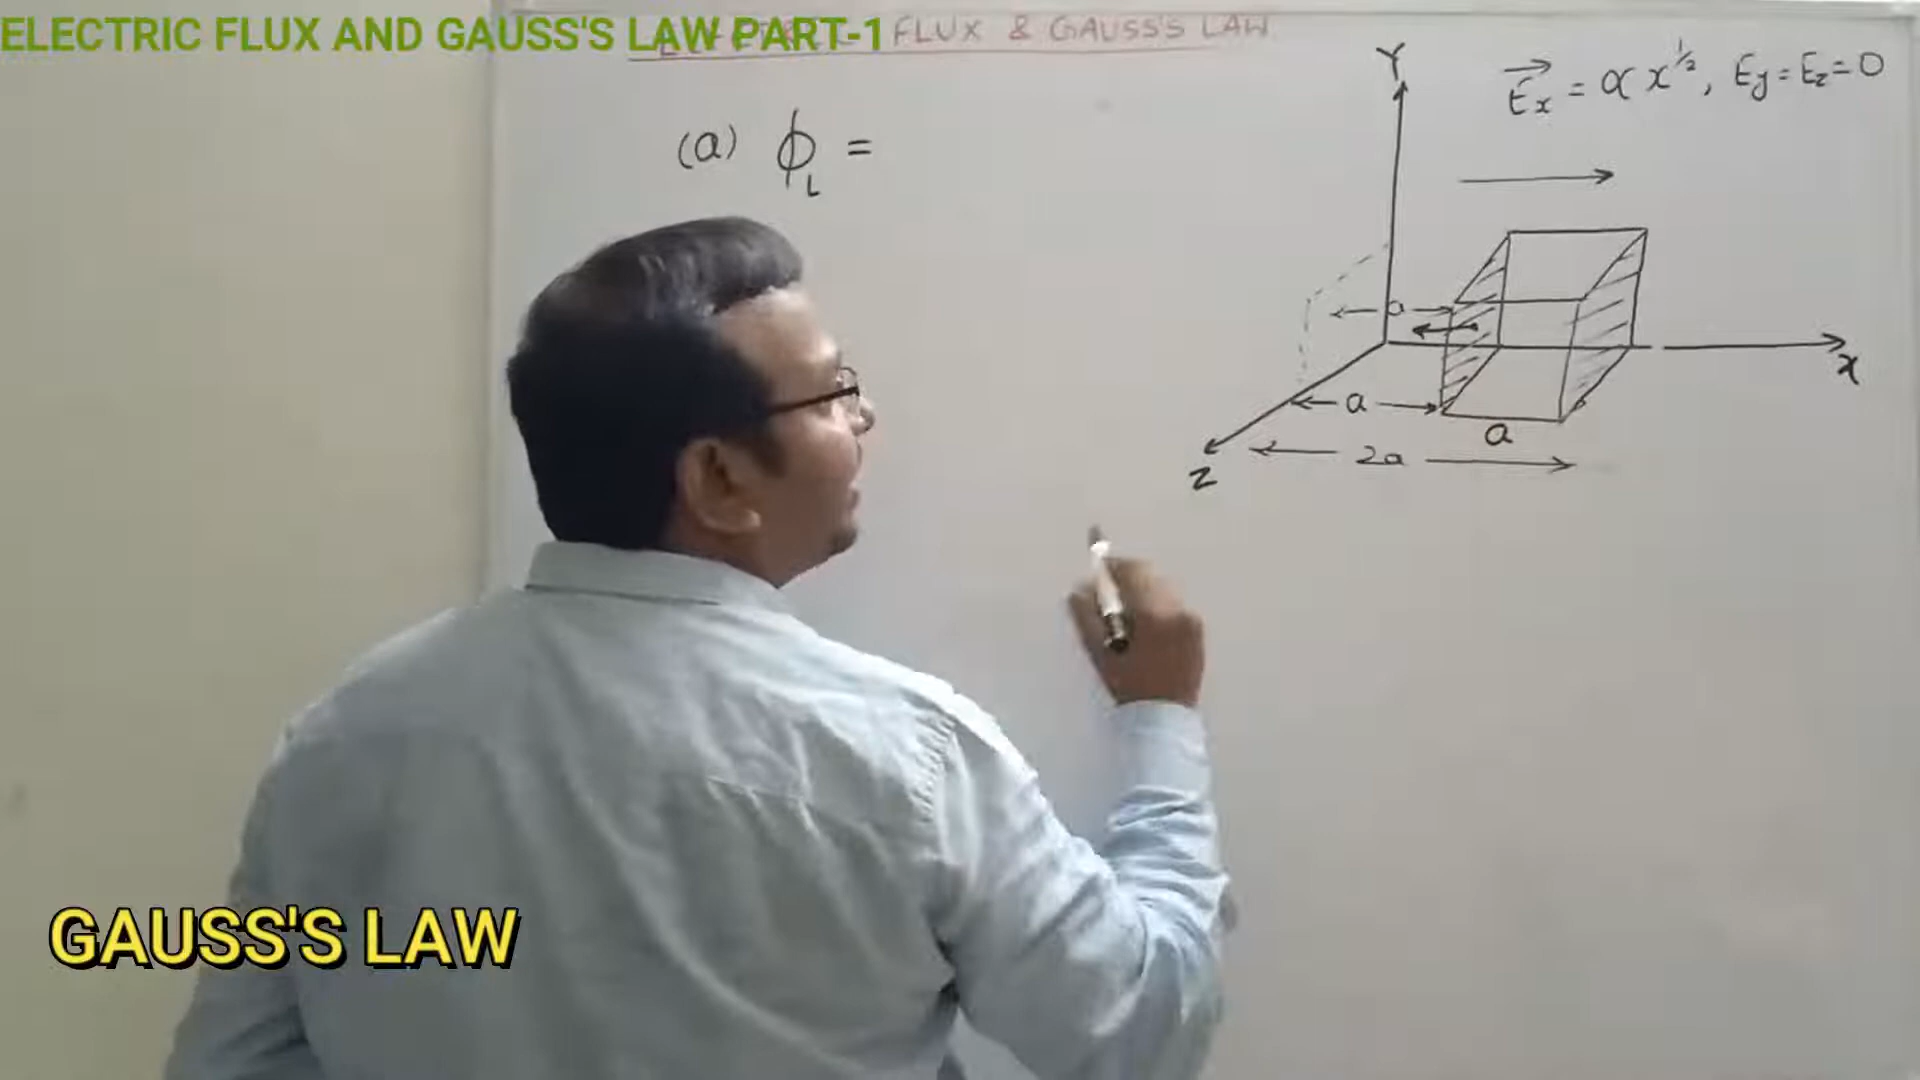 ELECTRIC FLUX AND GAUSS'S LAW PART-1
FLUX & GAUSS'S LAW
(a) ϕL =
Y
→Ex = αx^1/2, Ey = Ez = 0
a
X
a
a
2a
Z
GAUSS'S LAW